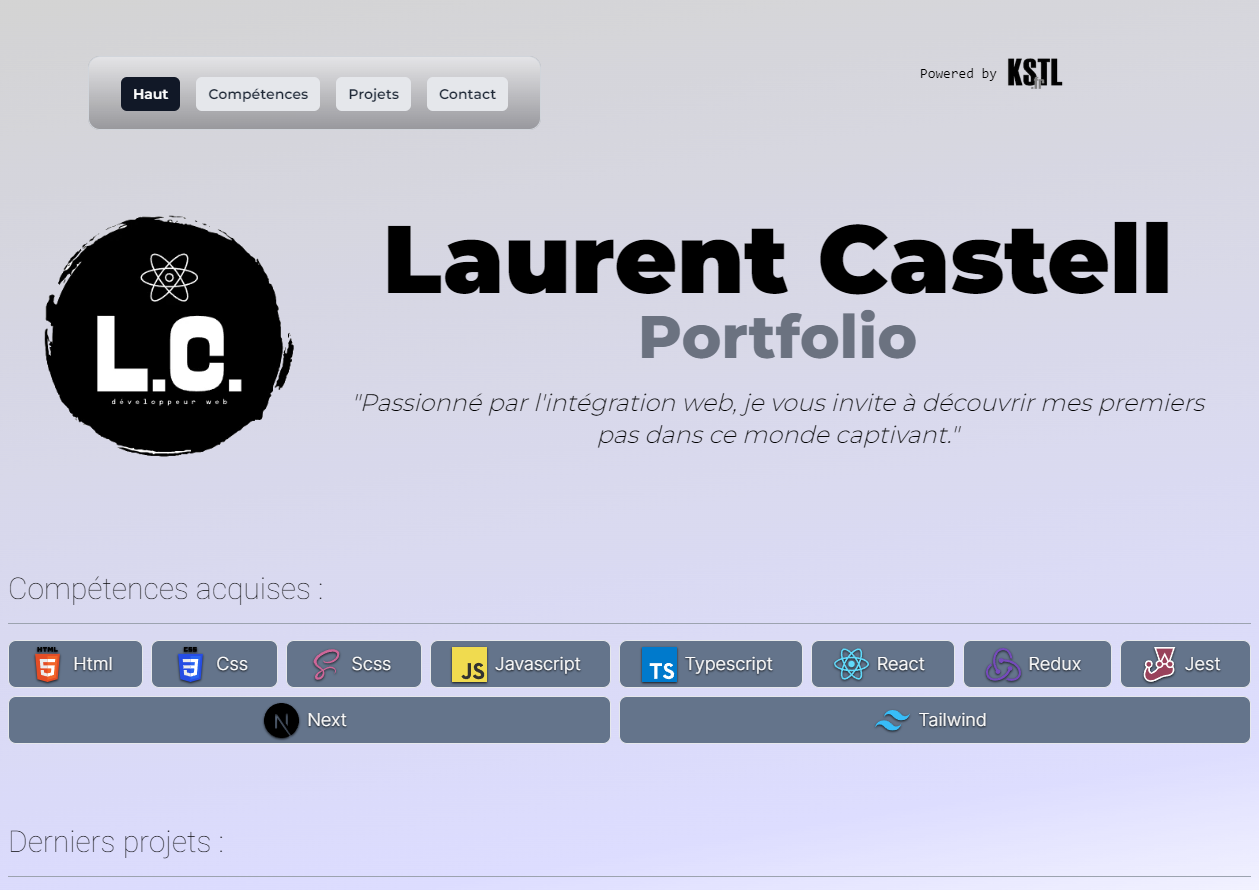 Haut Compétences Projets Contact
Powered by KSTL
L.C.
développeur web
Laurent Castell
Portfolio
"Passionné par l'intégration web, je vous invite à découvrir mes premiers
pas dans ce monde captivant."
Compétences acquises :
HTML 5 Html CSS 3 Css Scss JS Javascript TS Typescript React Redux Jest
N Next Tailwind
Derniers projets :